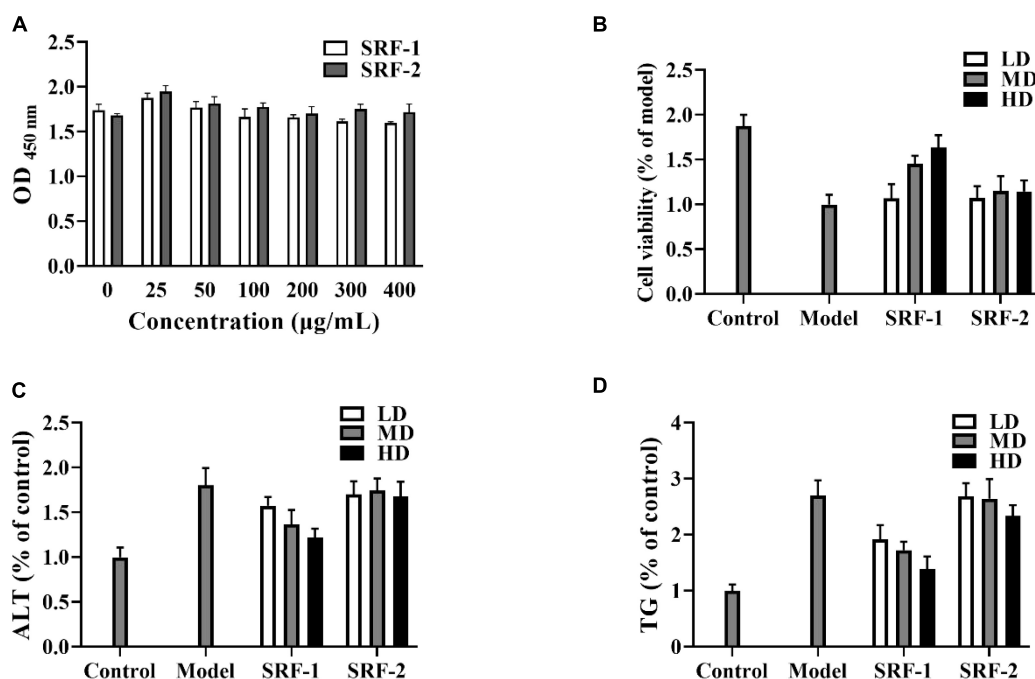 A
SRF-1
SRF-2
OD 450 nm
2.5
2.0
1.5
1.0
0.5
0.0
0 25 50 100 200 300 400
Concentration (µg/mL)
B
LD
MD
HD
Cell viability (% of model)
2.5
2.0
1.5
1.0
0.5
0.0
Control Model SRF-1 SRF-2
C
LD
MD
HD
ALT (% of control)
2.5
2.0
1.5
1.0
0.5
0.0
Control Model SRF-1 SRF-2
D
LD
MD
HD
TG (% of control)
4
3
2
1
0
Control Model SRF-1 SRF-2